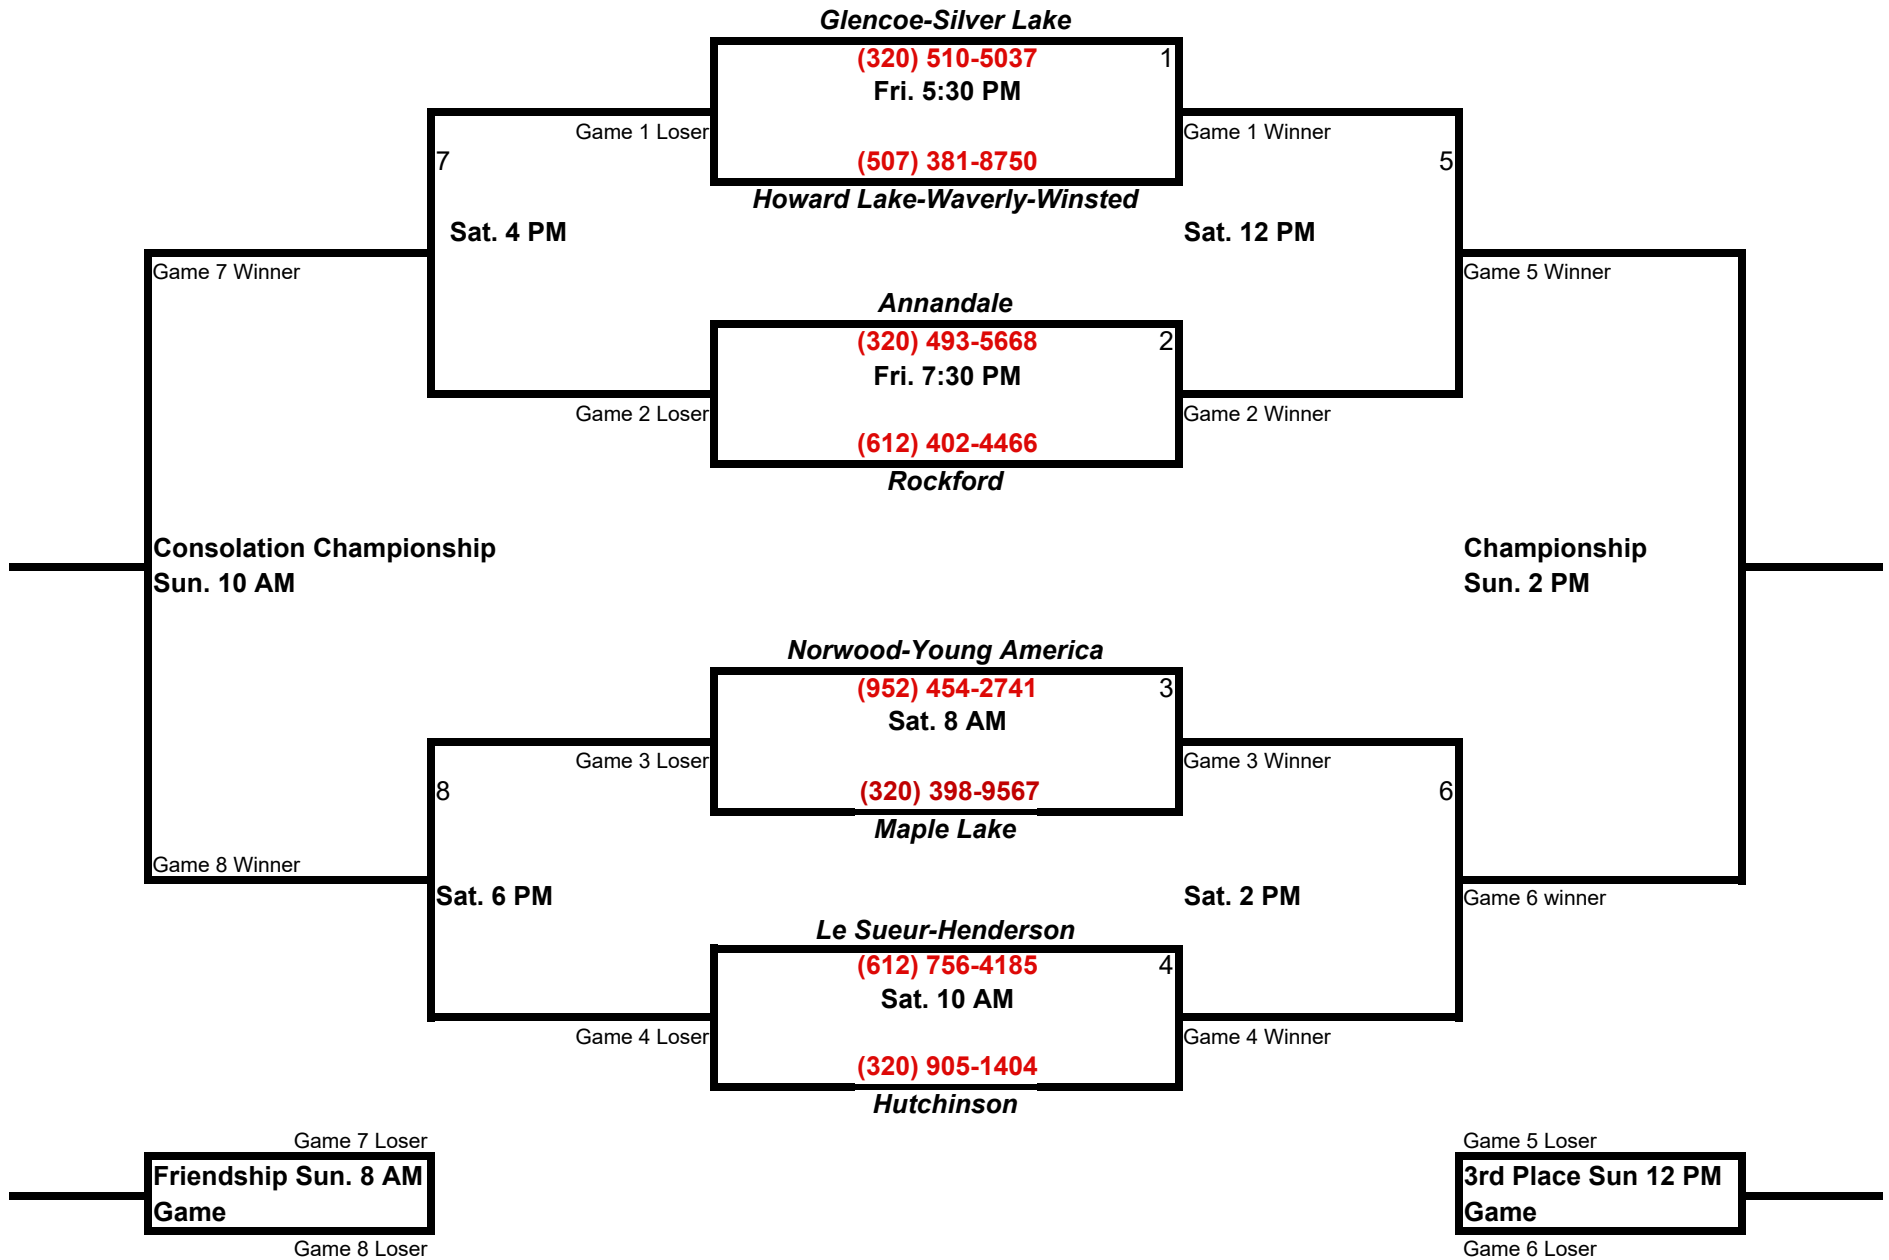 Glencoe-Silver Lake
(320) 510-5037
1
Fri. 5:30 PM
Game 1 Loser
Game 1 Winner
7
(507) 381-8750
5
Howard Lake-Waverly-Winsted
Sat. 4 PM
Sat. 12 PM
Game 7 Winner
Game 5 Winner
Annandale
(320) 493-5668
2
Fri. 7:30 PM
Game 2 Loser
Game 2 Winner
(612) 402-4466
Rockford
Consolation Championship
Sun. 10 AM
Championship
Sun. 2 PM
Norwood-Young America
(952) 454-2741
3
Sat. 8 AM
Game 3 Loser
Game 3 Winner
8
(320) 398-9567
6
Maple Lake
Game 8 Winner
Sat. 6 PM
Sat. 2 PM
Game 6 winner
Le Sueur-Henderson
(612) 756-4185
4
Sat. 10 AM
Game 4 Loser
Game 4 Winner
(320) 905-1404
Hutchinson
Game 7 Loser
Friendship Sun. 8 AM
Game
Game 8 Loser
Game 5 Loser
3rd Place Sun 12 PM
Game
Game 6 Loser